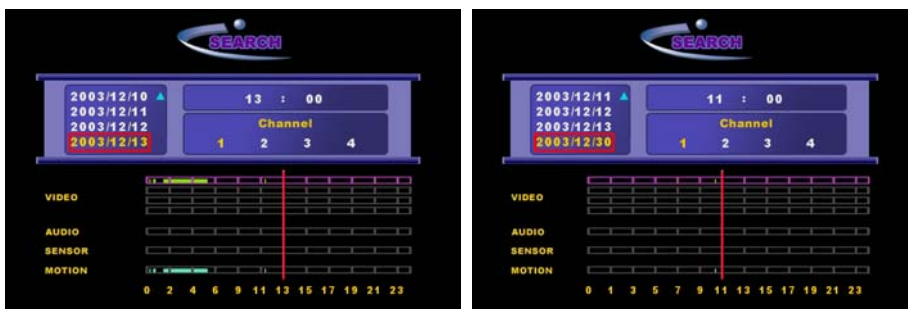 SEARCH
2003/12/10
2003/12/11
2003/12/12
2003/12/13
13 : 00
Channel
1 2 3 4
VIDEO
AUDIO
SENSOR
MOTION
0 2 4 6 9 11 13 15 17 19 21 23
SEARCH
2003/12/11
2003/12/12
2003/12/13
2003/12/30
11 : 00
Channel
1 2 3 4
VIDEO
AUDIO
SENSOR
MOTION
0 1 3 5 7 9 11 13 15 17 19 21 23